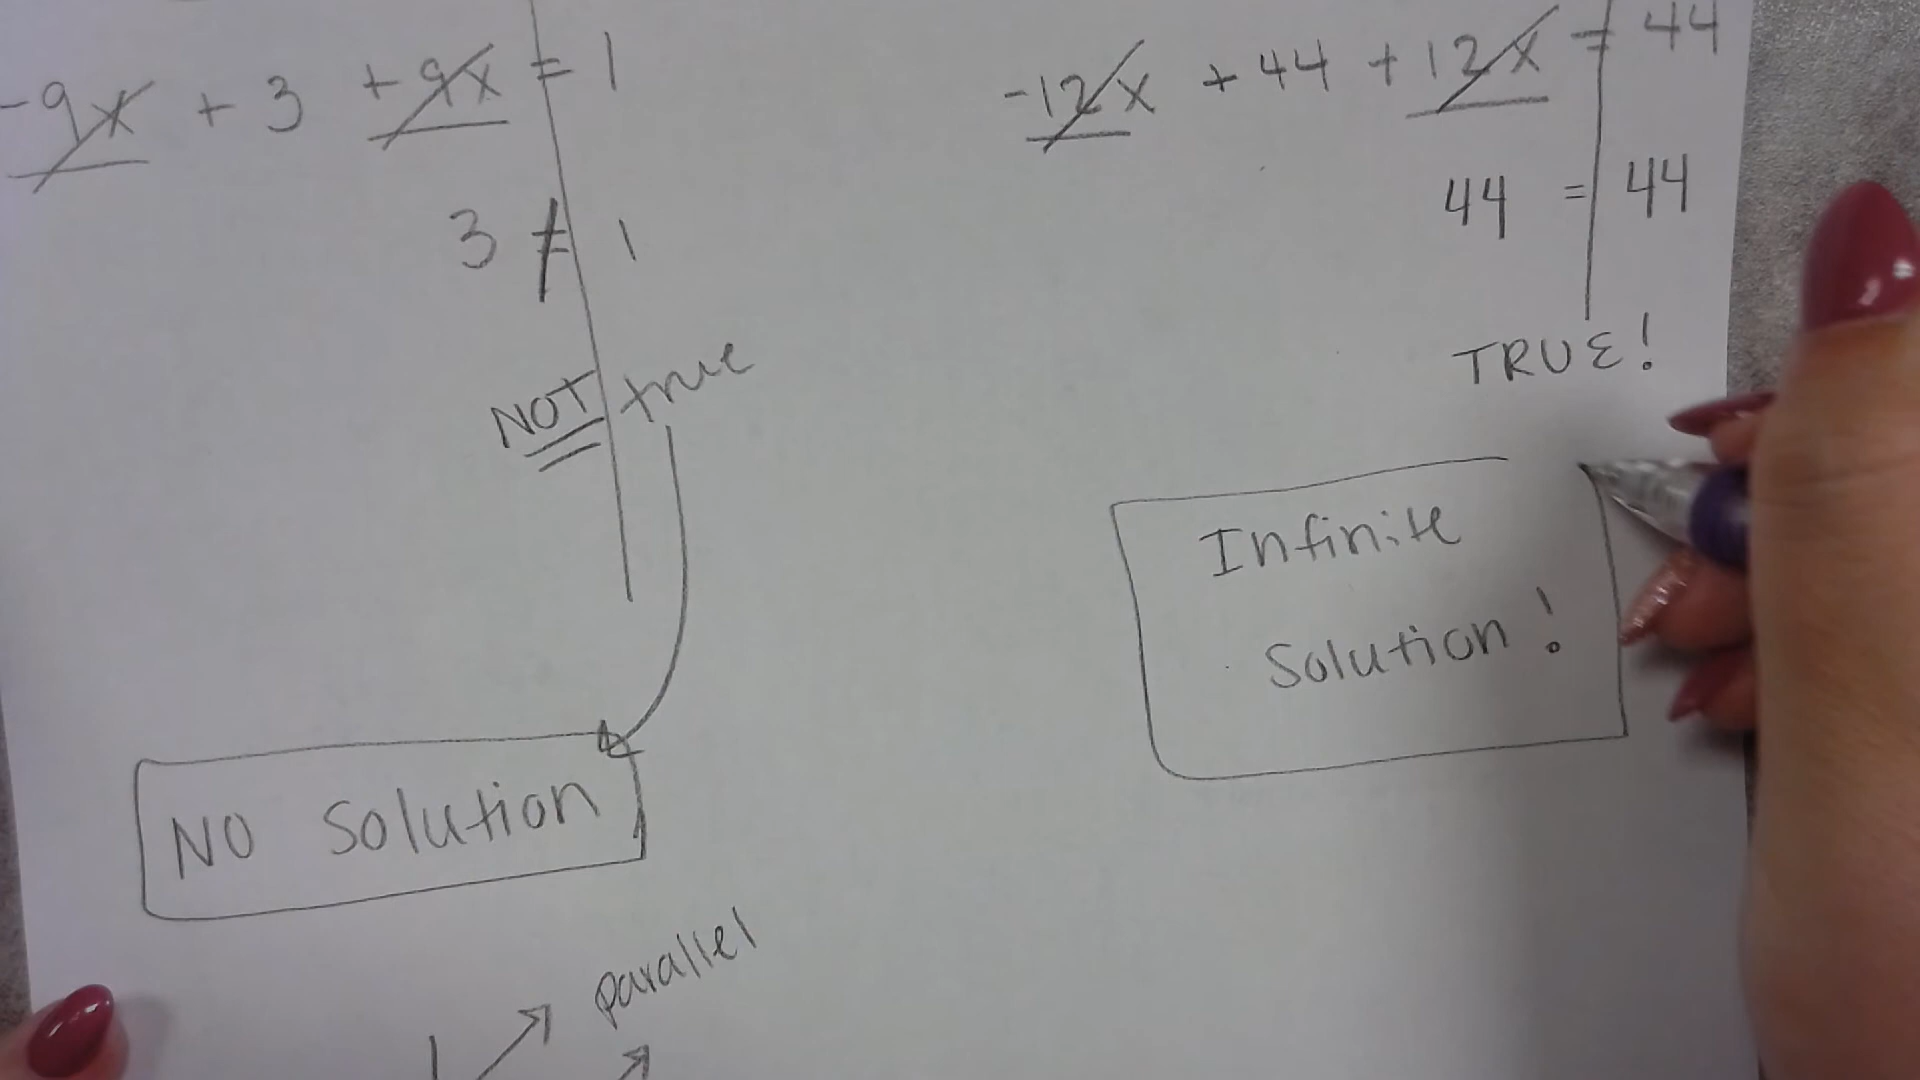 -9x + 3 + 9x = 1
3 ≠ 1
NOT true
NO Solution
parallel
-12x + 44 + 12x = 44
44 = 44
TRUE!
Infinite
Solution!